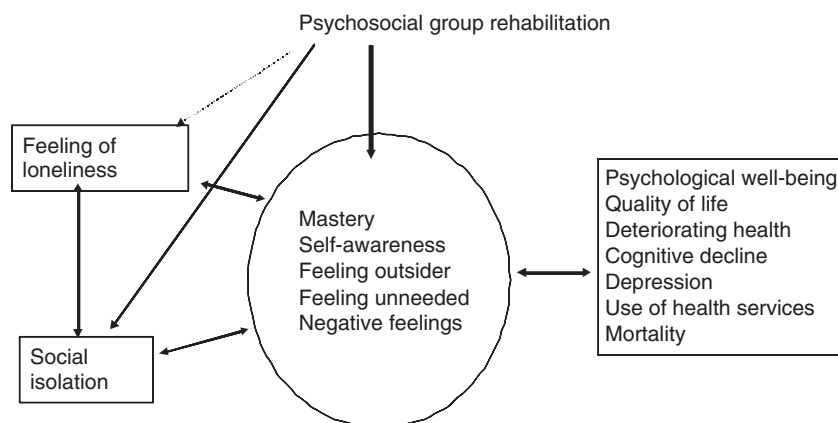 Psychosocial group rehabilitation
Feeling of
loneliness
Social
isolation
Mastery
Self-awareness
Feeling outsider
Feeling unneeded
Negative feelings
Psychological well-being
Quality of life
Deteriorating health
Cognitive decline
Depression
Use of health services
Mortality